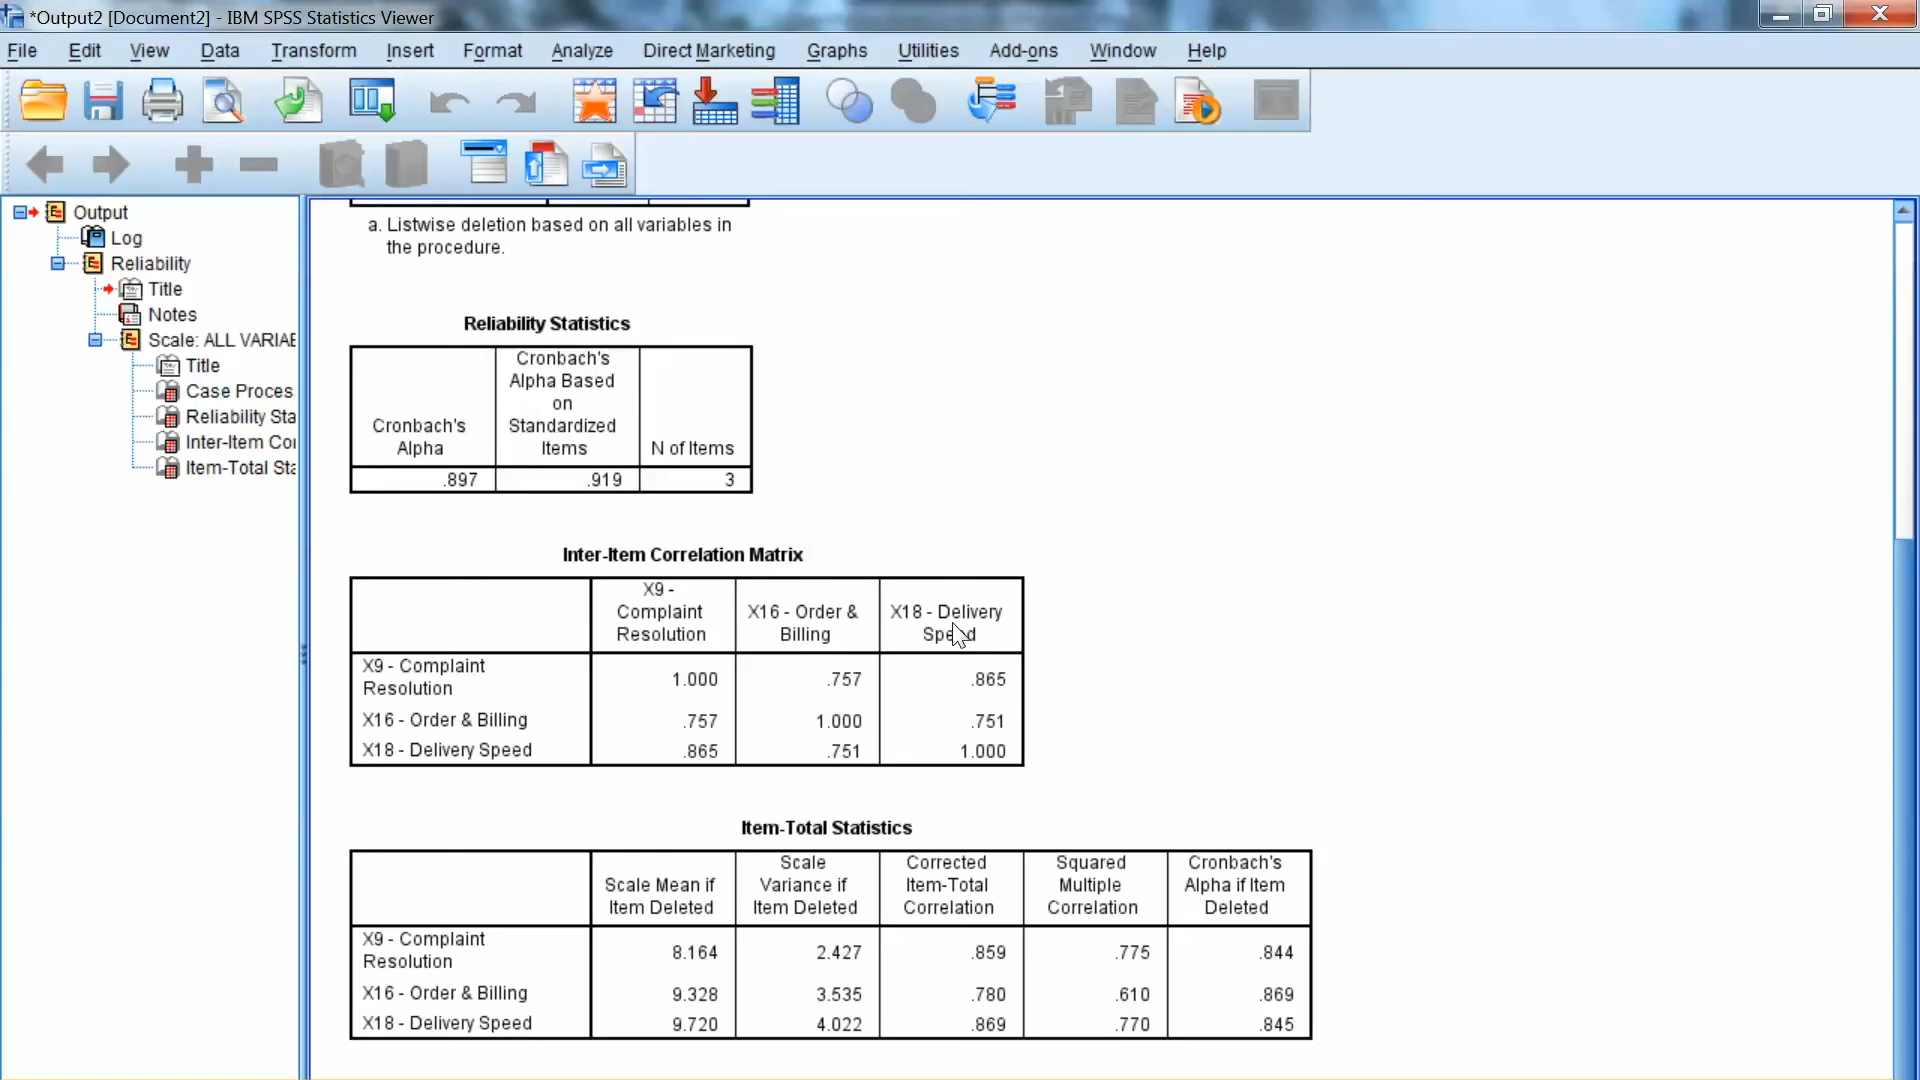 *Output2 [Document2] - IBM SPSS Statistics Viewer
File Edit View Data Transform Insert Format Analyze Direct Marketing Graphs Utilities Add-ons Window Help
Output
Log
Reliability
Title
Notes
Scale: ALL VARIAE
Title
Case Proces
Reliability Sta
Inter-Item Co
Item-Total Sta
a. Listwise deletion based on all variables in
the procedure.
Reliability Statistics
Cronbach's
Alpha
Cronbach's
Alpha Based
on
Standardized
Items
N of Items
.897 .919 3
Inter-Item Correlation Matrix
X9 -
Complaint
Resolution
X16 - Order &
Billing
X18 - Delivery
Speed
X9 - Complaint
Resolution
1.000 .757 .865
X16 - Order & Billing .757 1.000 .751
X18 - Delivery Speed .865 .751 1.000
Item-Total Statistics
Scale Mean if
Item Deleted
Scale
Variance if
Item Deleted
Corrected
Item-Total
Correlation
Squared
Multiple
Correlation
Cronbach's
Alpha if Item
Deleted
X9 - Complaint
Resolution
8.164 2.427 .859 .775 .844
X16 - Order & Billing 9.328 3.535 .780 .610 .869
X18 - Delivery Speed 9.720 4.022 .869 .770 .845